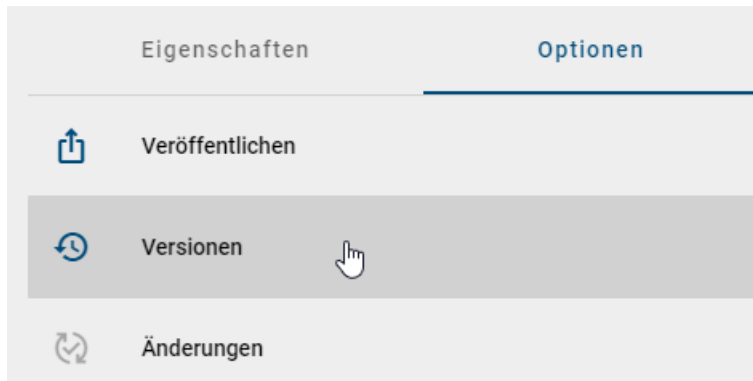 Eigenschaften Optionen
Veröffentlichen
Versionen
Änderungen